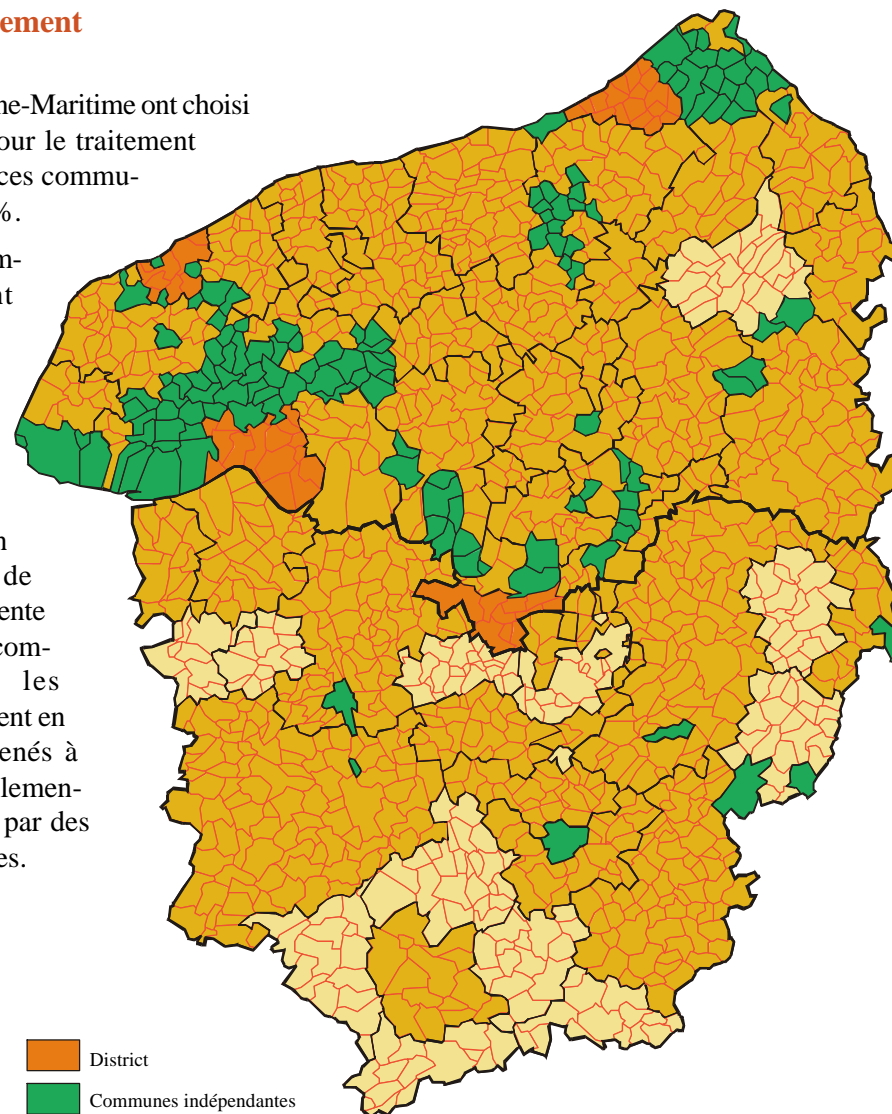 ement
ne-Maritime ont choisi
our le traitement
ces commu-
%.
m-
nt
n
de
ente
com-
les
ent en
enés à
lemen-
par des
es.
District
Communes indépendantes